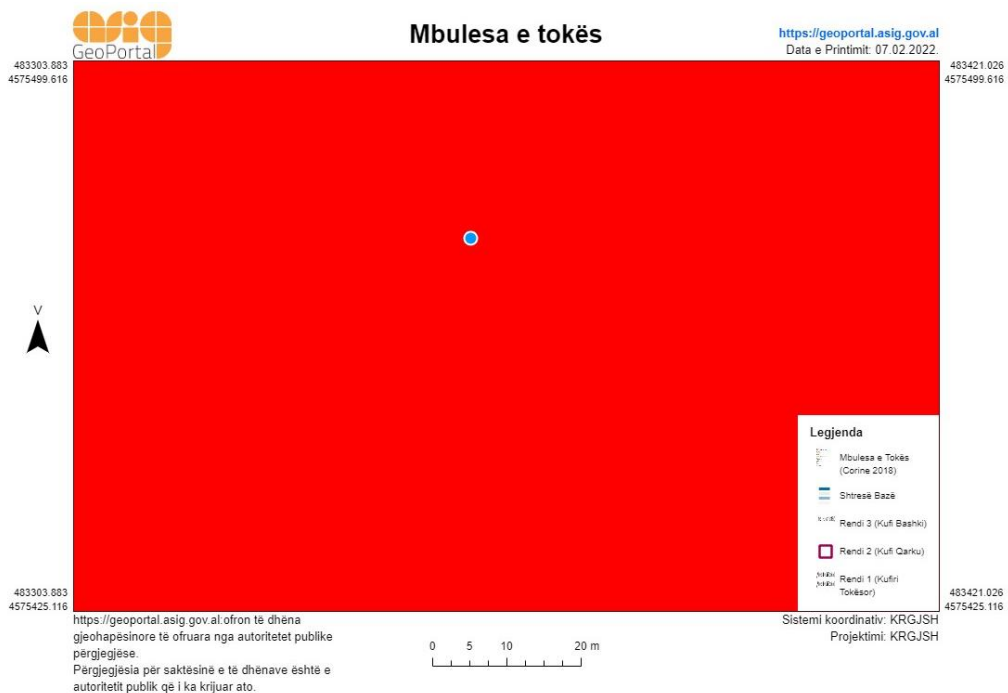 asig
GeoPortal
Mbulesa e tokës
https://geoportal.asig.gov.al
Data e Printimit: 07.02.2022.
483303.883
4575499.616
483421.026
4575499.616
V
Legjenda
Mbulesa e Tokës
(Corine 2018)
Shtresë Bazë
Rendi 3 (Kufi Bashki)
Rendi 2 (Kufi Qarku)
Rendi 1 (Kufiri
Tokësor)
483303.883
4575425.116
483421.026
4575425.116
https://geoportal.asig.gov.al:ofron të dhëna
gjeohapësinore të ofruara nga autoritetet publike
përgjegjëse.
Përgjegjësia për saktësinë e të dhënave është e
autoritetit publik që i ka krijuar ato.
0 5 10 20 m
Sistemi koordinativ: KRGJSH
Projektimi: KRGJSH